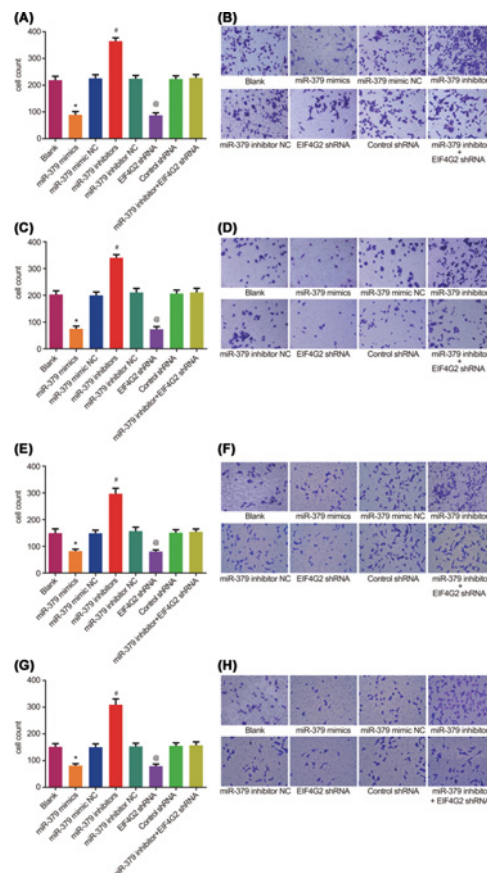 (A)
cell count
400
300
200
100
0
*
#
@
Blank
miR-379 mimics
miR-379 mimic NC
miR-379 inhibitors
miR-379 inhibitor NC
EIF4G2 shRNA
Control shRNA
miR-379 inhibitor+EIF4G2 shRNA
(B)
Blank
miR-379 mimics
miR-379 mimic NC
miR-379 inhibitor
miR-379 inhibitor NC
EIF4G2 shRNA
Control shRNA
miR-379 inhibitor
+
EIF4G2 shRNA
(C)
cell count
400
300
200
100
0
*
#
@
Blank
miR-379 mimics
miR-379 mimic NC
miR-379 inhibitors
miR-379 inhibitor NC
EIF4G2 shRNA
Control shRNA
miR-379 inhibitor+EIF4G2 shRNA
(D)
Blank
miR-379 mimics
miR-379 mimic NC
miR-379 inhibitor
miR-379 inhibitor NC
EIF4G2 shRNA
Control shRNA
miR-379 inhibitor
+
EIF4G2 shRNA
(E)
cell count
400
300
200
100
0
*
#
@
Blank
miR-379 mimics
miR-379 mimic NC
miR-379 inhibitors
miR-379 inhibitor NC
EIF4G2 shRNA
Control shRNA
miR-379 inhibitor+EIF4G2 shRNA
(F)
Blank
miR-379 mimics
miR-379 mimic NC
miR-379 inhibitor
miR-379 inhibitor NC
EIF4G2 shRNA
Control shRNA
miR-379 inhibitor
+
EIF4G2 shRNA
(G)
cell count
400
300
200
100
0
*
#
@
Blank
miR-379 mimics
miR-379 mimic NC
miR-379 inhibitors
miR-379 inhibitor NC
EIF4G2 shRNA
Control shRNA
miR-379 inhibitor+EIF4G2 shRNA
(H)
Blank
miR-379 mimics
miR-379 mimic NC
miR-379 inhibitor
miR-379 inhibitor NC
EIF4G2 shRNA
Control shRNA
miR-379 inhibitor
+ EIF4G2 shRNA